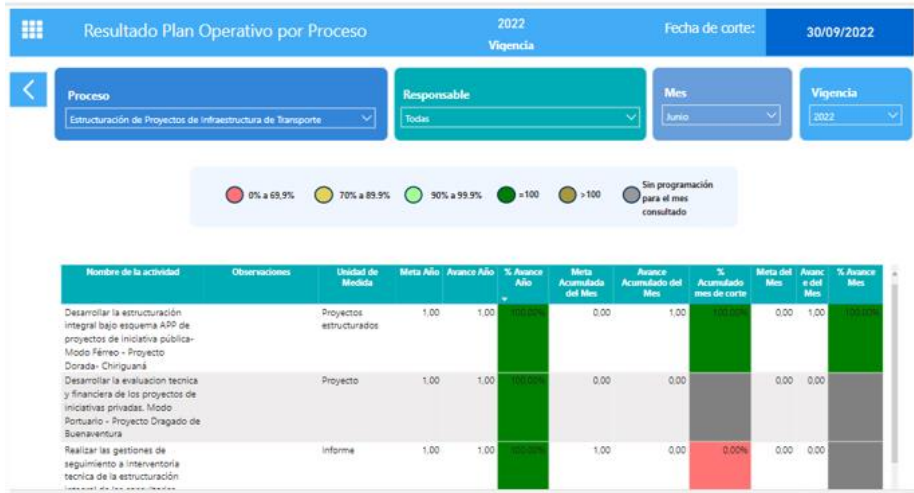 Resultado Plan Operativo por Proceso
2022
Vigencia
Fecha de corte:
30/09/2022
Proceso
Estructuración de Proyectos de Infraestructura de Transporte
Responsable
Todas
Mes
Junio
Vigencia
2022
0% a 69,9%
70% a 89.9%
90% a 99.9%
=100
>100
Sin programación
para el mes
consultado
Nombre de la actividad
Observaciones
Unidad de
Medida
Meta Año
Avance Año
% Avance
Año
Meta
Acumulada
del Mes
Avance
Acumulado del
Mes
%
Acumulado
mes de corte
Meta del
Mes
Avanc
e del
Mes
% Avance
Mes
Desarrollar la estructuración
integral bajo esquema APP de
proyectos de iniciativa pública-
Modo Férreo - Proyecto
Dorada- Chiriguaná
Proyectos
estructurados
1,00
1,00
100,00%
0,00
1,00
100,00%
0,00
1,00
100,00%
Desarrollar la evaluacion tecnica
y financiera de los proyectos de
iniciativas privadas. Modo
Portuario - Proyecto Dragado de
Buenaventura
Proyecto
1,00
1,00
100,00%
0,00
0,00
0,00
0,00
Realizar las gestiones de
seguimiento a interventoría
tecnica de la estructuración
Informe
1,00
1,00
100,00%
1,00
0,00
0,00%
0,00
0,00